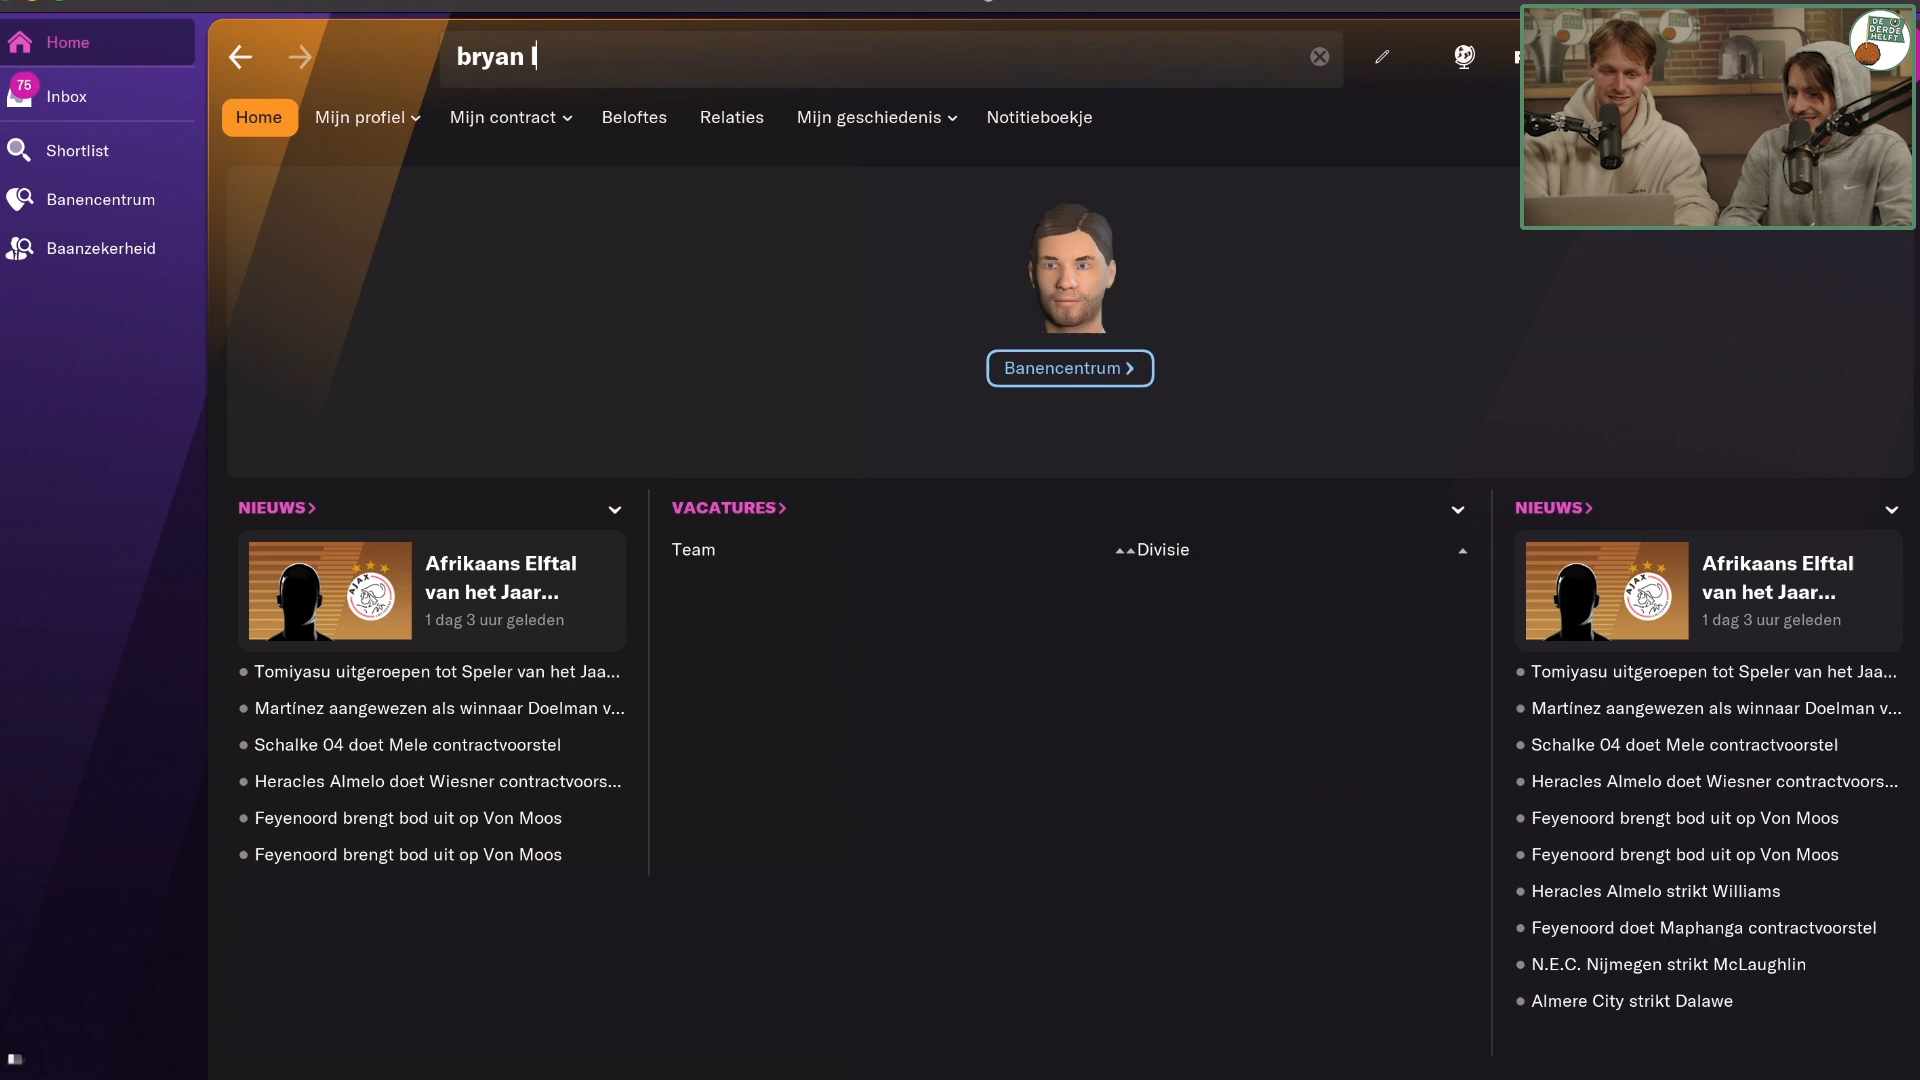 Home
75
Inbox
Shortlist
Banencentrum
Baanzekerheid
bryan l
Home
Mijn profiel
Mijn contract
Beloftes
Relaties
Mijn geschiedenis
Notitieboekje
DE
DERDE
HELFT
Banencentrum
NIEUWS
AJAX
Afrikaans Elftal
van het Jaar...
1 dag 3 uur geleden
Tomiyasu uitgeroepen tot Speler van het Jaa...
Martínez aangewezen als winnaar Doelman v...
Schalke 04 doet Mele contractvoorstel
Heracles Almelo doet Wiesner contractvoors...
Feyenoord brengt bod uit op Von Moos
Feyenoord brengt bod uit op Von Moos
VACATURES
Team
Divisie
NIEUWS
AJAX
Afrikaans Elftal
van het Jaar...
1 dag 3 uur geleden
Tomiyasu uitgeroepen tot Speler van het Jaa...
Martínez aangewezen als winnaar Doelman v...
Schalke 04 doet Mele contractvoorstel
Heracles Almelo doet Wiesner contractvoors...
Feyenoord brengt bod uit op Von Moos
Feyenoord brengt bod uit op Von Moos
Heracles Almelo strikt Williams
Feyenoord doet Maphanga contractvoorstel
N.E.C. Nijmegen strikt McLaughlin
Almere City strikt Dalawe